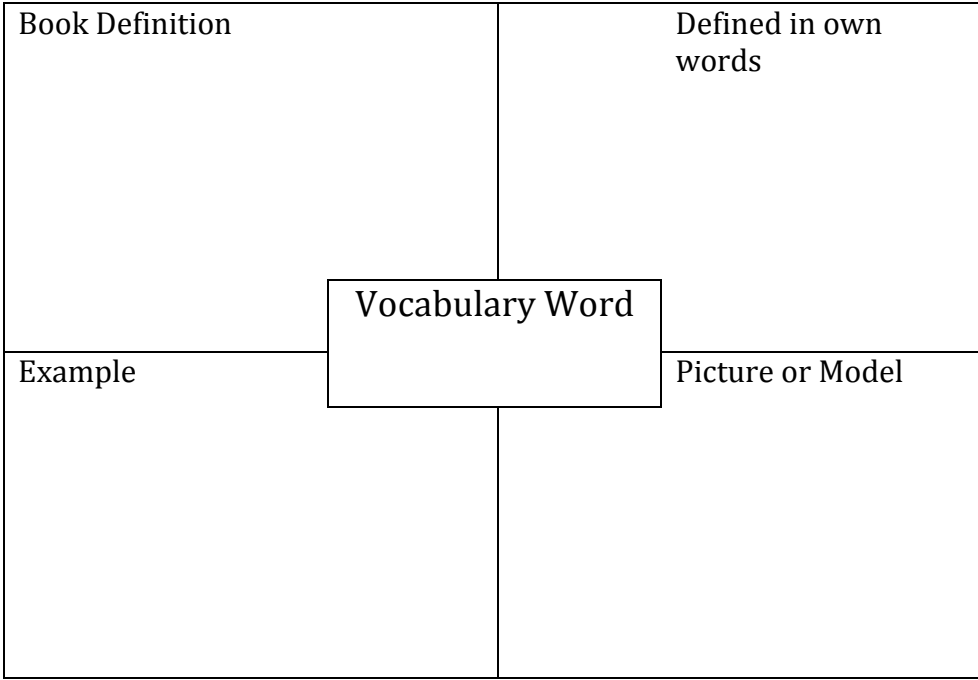 Book Definition
Defined in own
words
Vocabulary Word
Example
Picture or Model